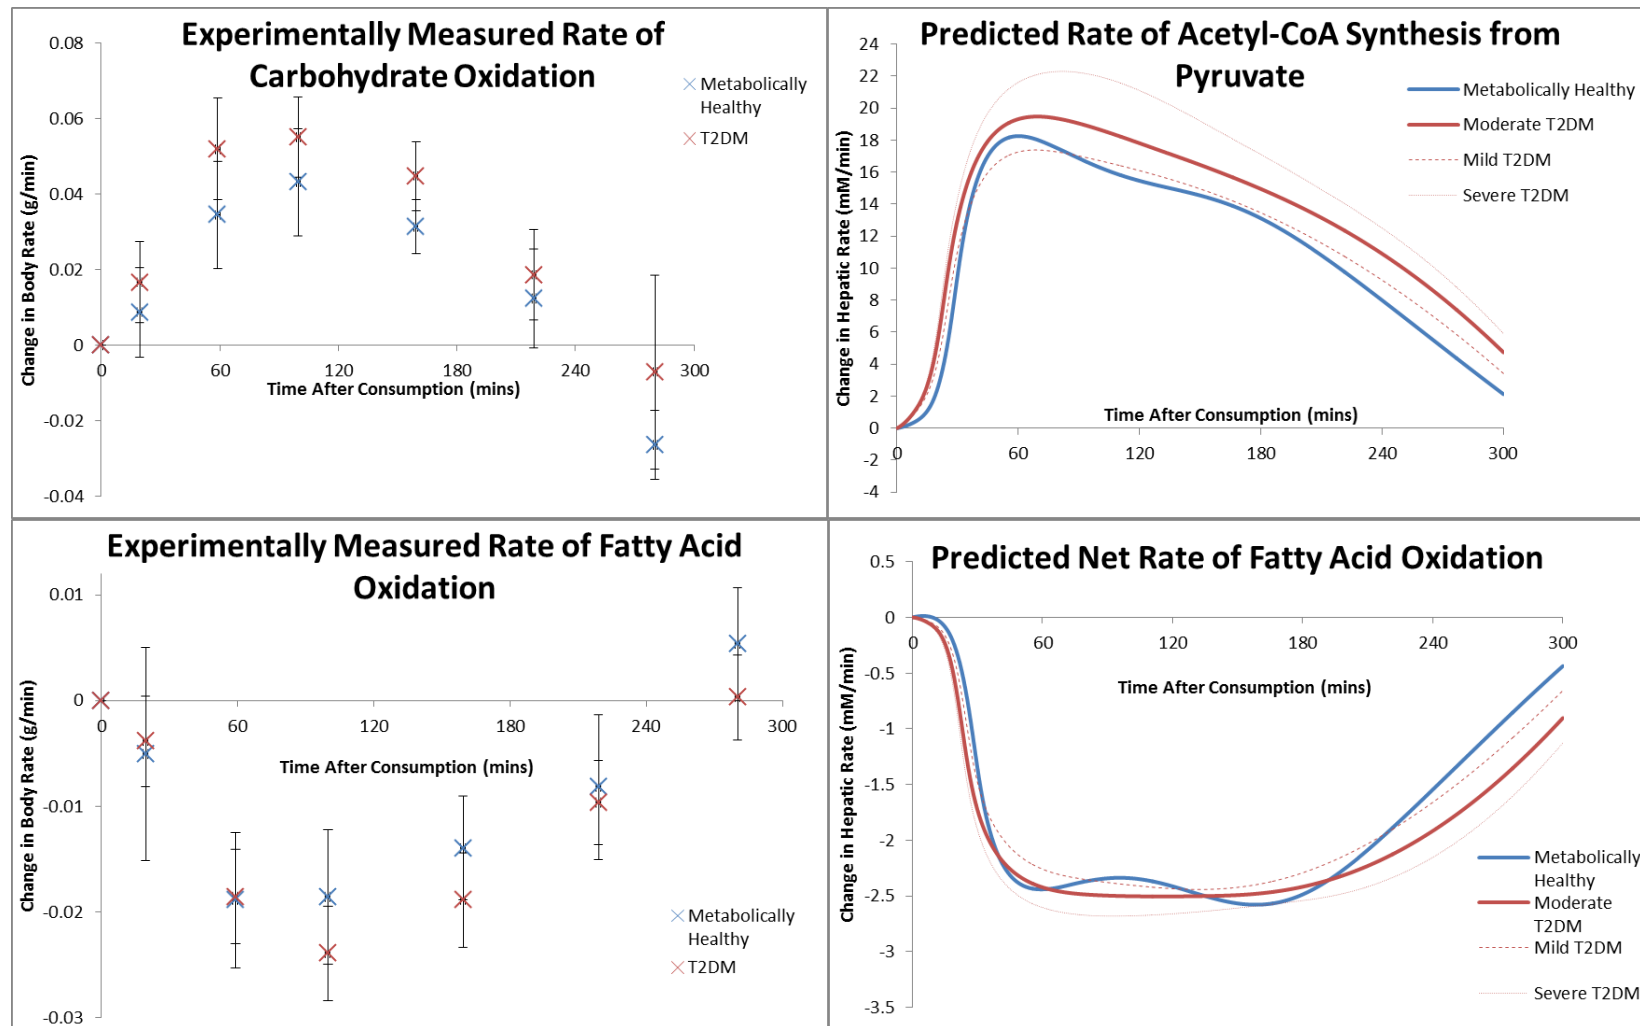 Experimentally Measured Rate of
Carbohydrate Oxidation
Change in Body Rate (g/min)
0.08
0.06
0.04
0.02
0
-0.02
-0.04
0
60
120
180
240
300
Time After Consumption (mins)
Metabolically
Healthy
T2DM
Predicted Rate of Acetyl-CoA Synthesis from
Pyruvate
Change in Hepatic Rate (mM/min)
24
22
20
18
16
14
12
10
8
6
4
2
0
-2
-4
0
60
120
180
240
300
Time After Consumption (mins)
Metabolically Healthy
Moderate T2DM
Mild T2DM
Severe T2DM
Experimentally Measured Rate of Fatty Acid
Oxidation
Change in Body Rate (g/min)
0.01
0
-0.01
-0.02
-0.03
0
60
120
180
240
300
Time After Consumption (mins)
Metabolically
Healthy
T2DM
Predicted Net Rate of Fatty Acid Oxidation
Change in Hepatic Rate (mM/min)
0.5
0
-0.5
-1
-1.5
-2
-2.5
-3
-3.5
0
60
120
180
240
300
Time After Consumption (mins)
Metabolically
Healthy
Moderate
T2DM
Mild T2DM
Severe T2DM